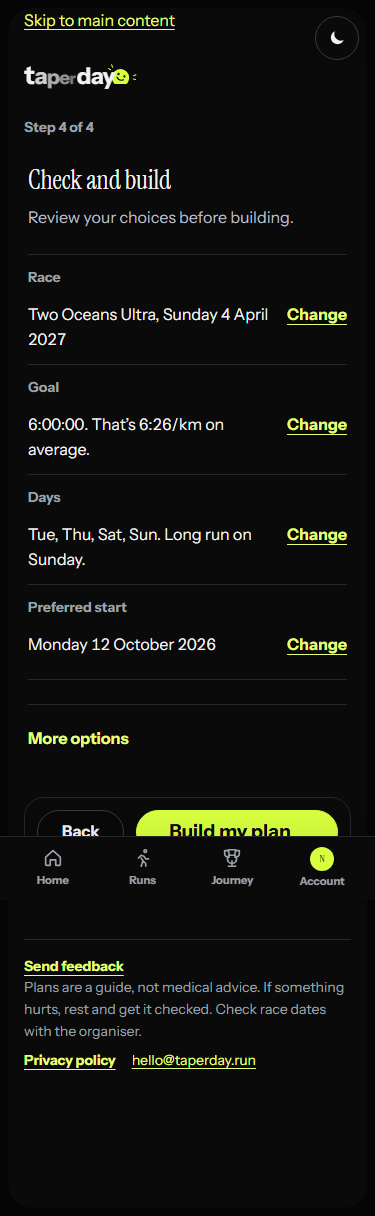 Skip to main content
taperday
Step 4 of 4
Check and build
Review your choices before building.
Race
Two Oceans Ultra, Sunday 4 April
2027
Change
Goal
6:00:00. That's 6:26/km on
average.
Change
Days
Tue, Thu, Sat, Sun. Long run on
Sunday.
Change
Preferred start
Monday 12 October 2026
Change
More options
Back
Build my plan
Home
Runs
Journey
N
Account
Send feedback
Plans are a guide, not medical advice. If something
hurts, rest and get it checked. Check race dates
with the organiser.
Privacy policy
hello@taperday.run